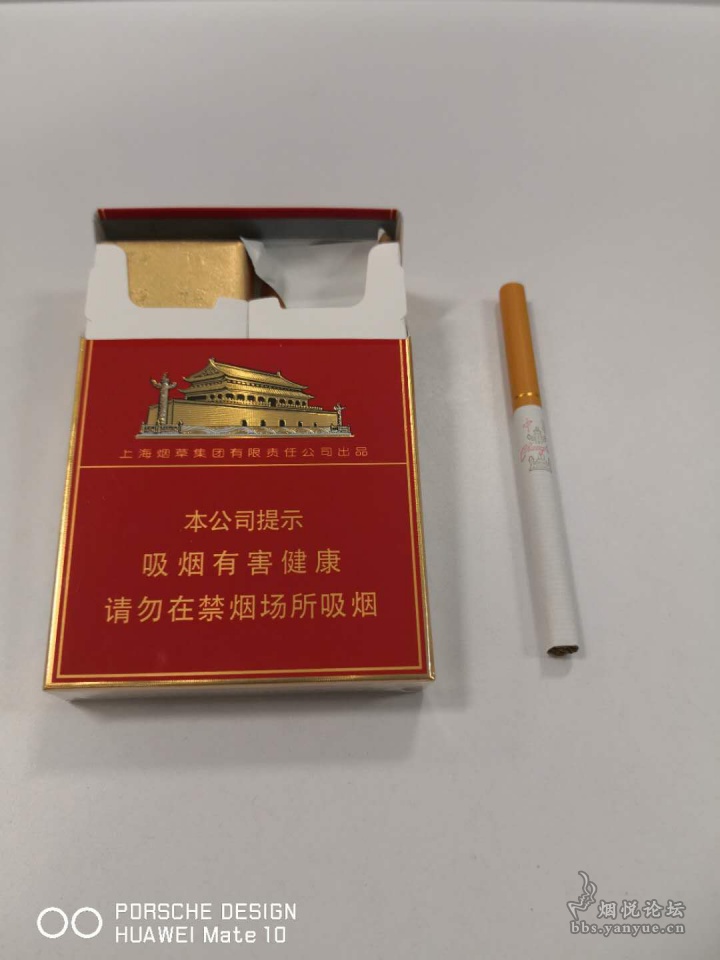 上海烟草集团有限责任公司出品
本公司提示
吸烟有害健康
请勿在禁烟场所吸烟
中
PORSCHE DESIGN
HUAWEI Mate 10
烟悦论坛
bbs.yanyue.cn